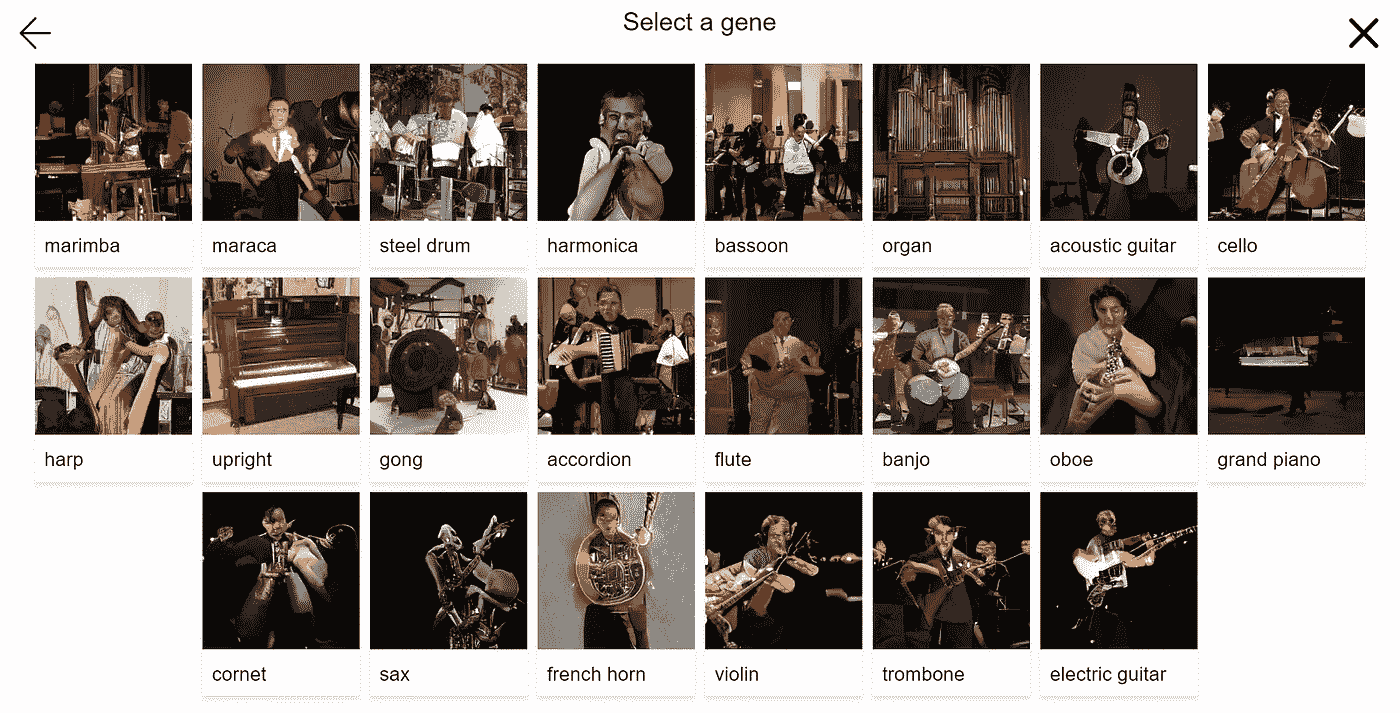 Select a gene
marimba
maraca
steel drum
harmonica
bassoon
organ
acoustic guitar
cello
harp
upright
gong
accordion
flute
banjo
oboe
grand piano
cornet
sax
french horn
violin
trombone
electric guitar